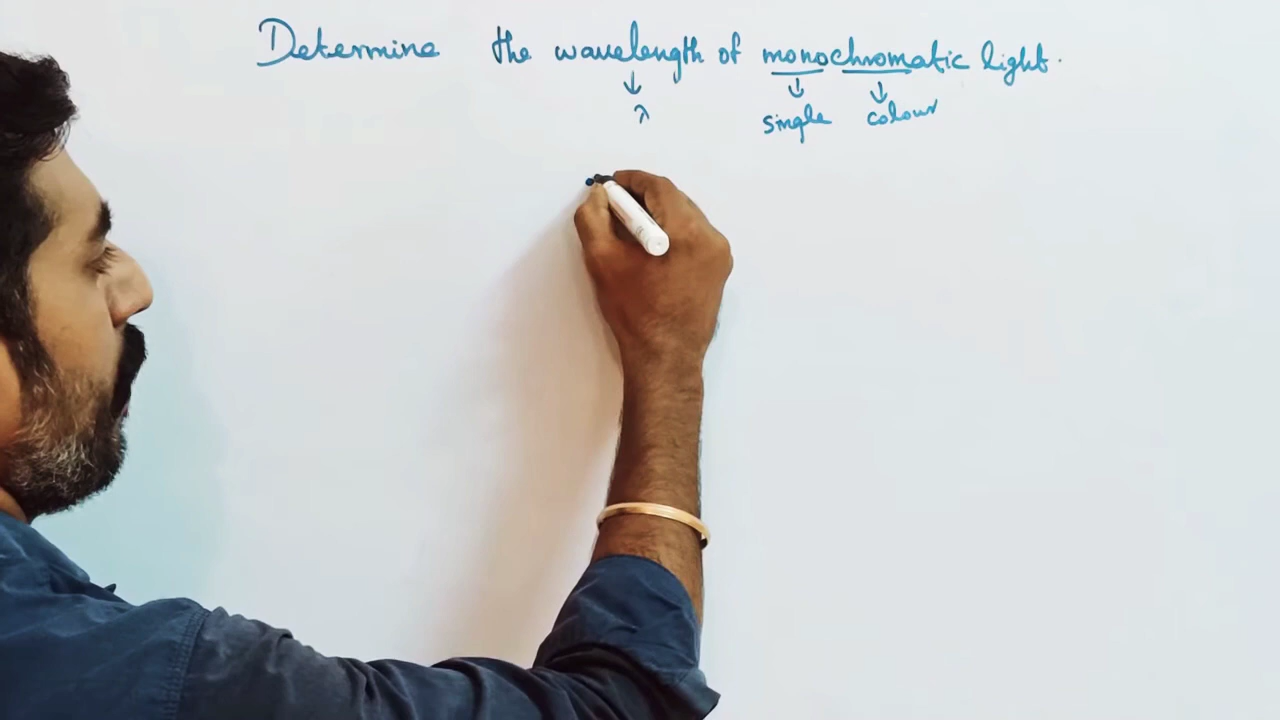 Determine the wavelength of monochromatic light.
↓ ↓ ↓
λ single colour